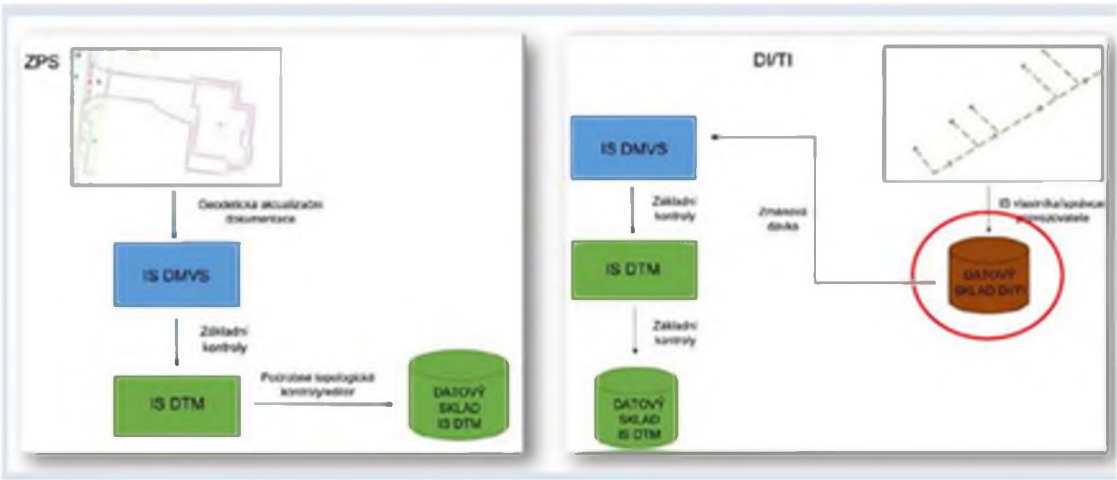 ZPS
Geodetická aktualizační
dokumentace
IS DMVS
Základní
kontroly
IS DTM
Podrobné topologické
kontroly/editor
DATOVÝ
SKLAD
IS DTM
DI/TI
IS DMVS
Základní
kontroly
IS DTM
Základní
kontroly
DATOVÝ
SKLAD
IS DTM
Změnová
dávka
IS vlastníka/správce
provozovatele
DATOVÝ
SKLAD DI/TI